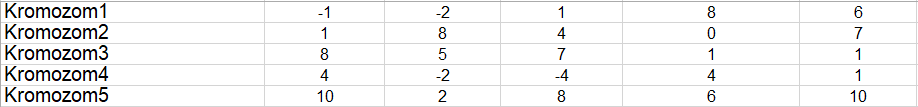 Kromozom1 -1 -2 1 8 6
Kromozom2 1 8 4 0 7
Kromozom3 8 5 7 1 1
Kromozom4 4 -2 -4 4 1
Kromozom5 10 2 8 6 10